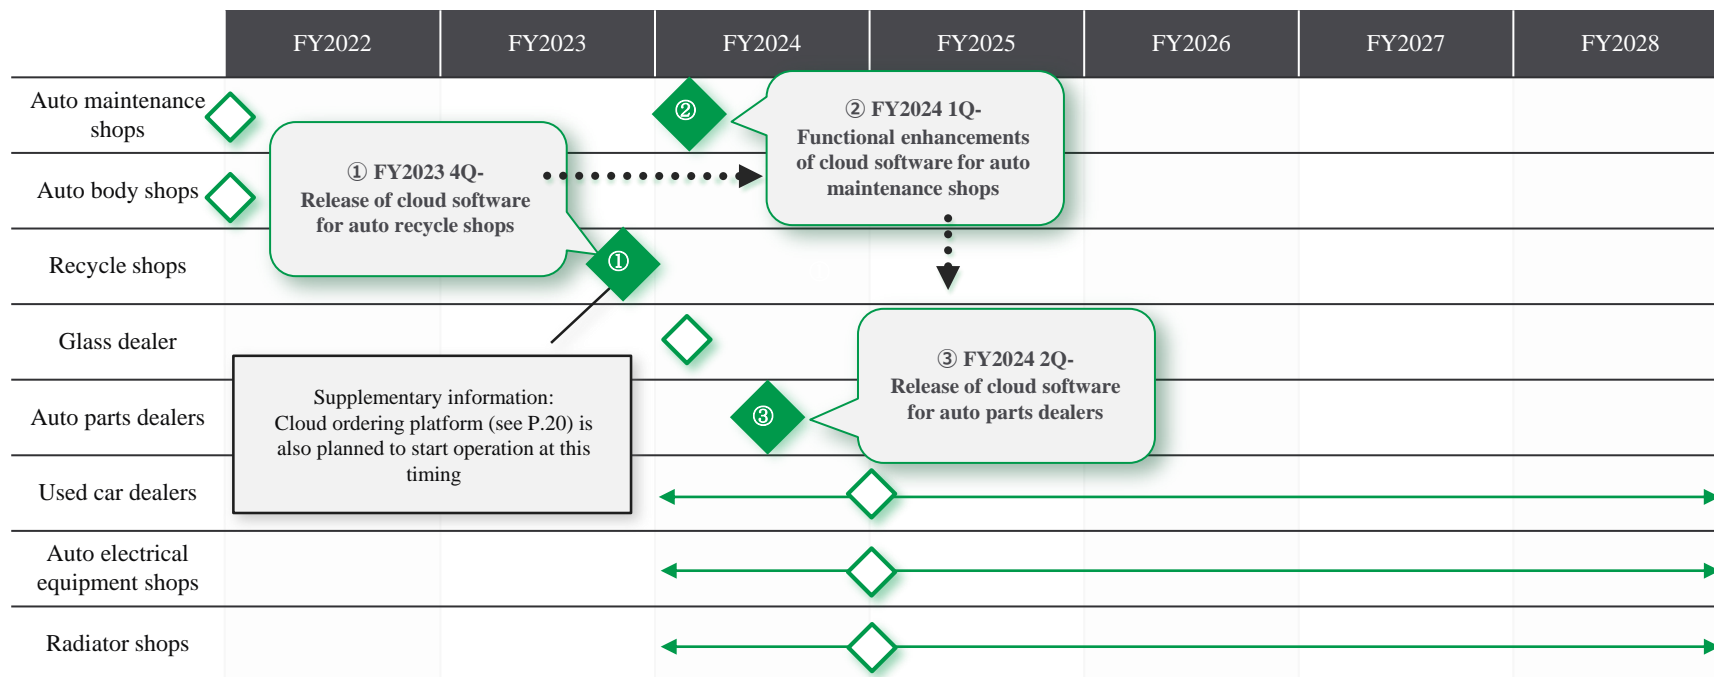 FY2022
FY2023
FY2024
FY2025
FY2026
FY2027
FY2028
Auto maintenance
shops
②
② FY2024 1Q-
Functional enhancements
of cloud software for auto
maintenance shops
① FY2023 4Q-
Release of cloud software
for auto recycle shops
Auto body shops
Recycle shops
①
Glass dealer
③ FY2024 2Q-
Release of cloud software
for auto parts dealers
Supplementary information:
Cloud ordering platform (see P.20) is
also planned to start operation at this
timing
Auto parts dealers
③
Used car dealers
Auto electrical
equipment shops
Radiator shops